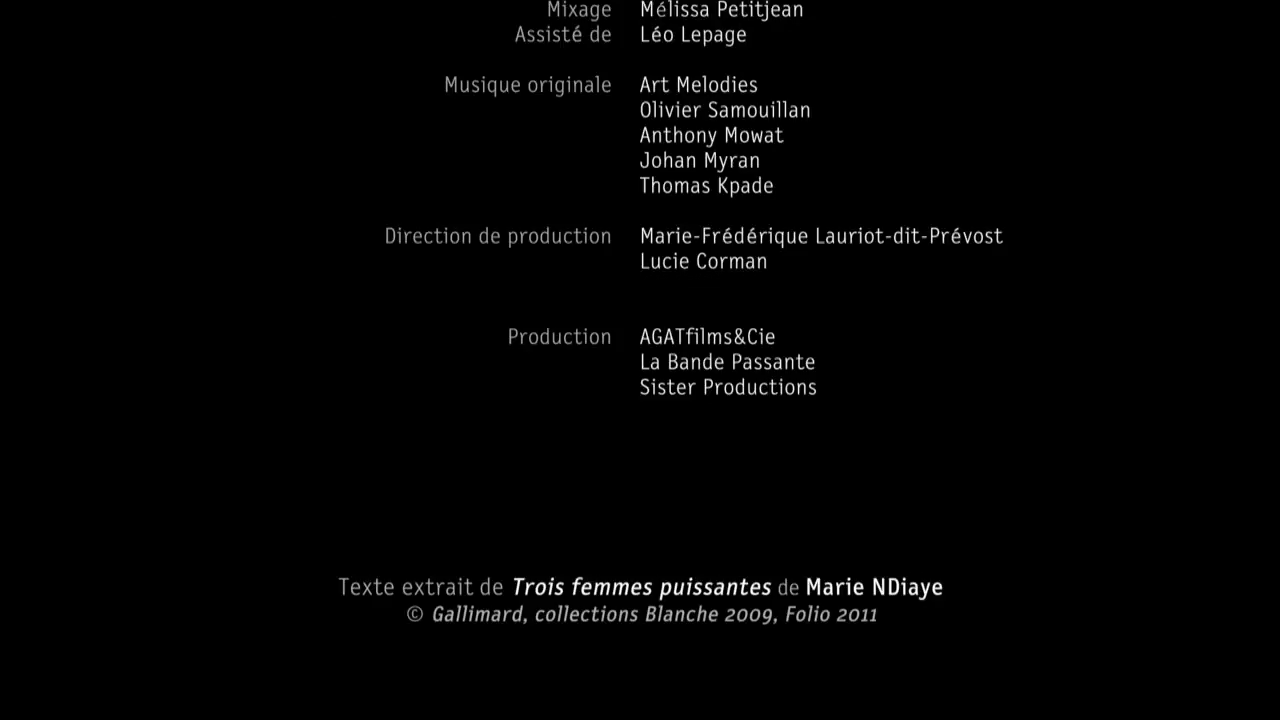 Mixage Mélissa Petitjean
Assisté de Léo Lepage
Musique originale Art Melodies
Olivier Samouillan
Anthony Mowat
Johan Myran
Thomas Kpade
Direction de production Marie-Frédérique Lauriot-dit-Prévost
Lucie Corman
Production AGATfilms&Cie
La Bande Passante
Sister Productions
Texte extrait de Trois femmes puissantes de Marie NDiaye
© Gallimard, collections Blanche 2009, Folio 2011